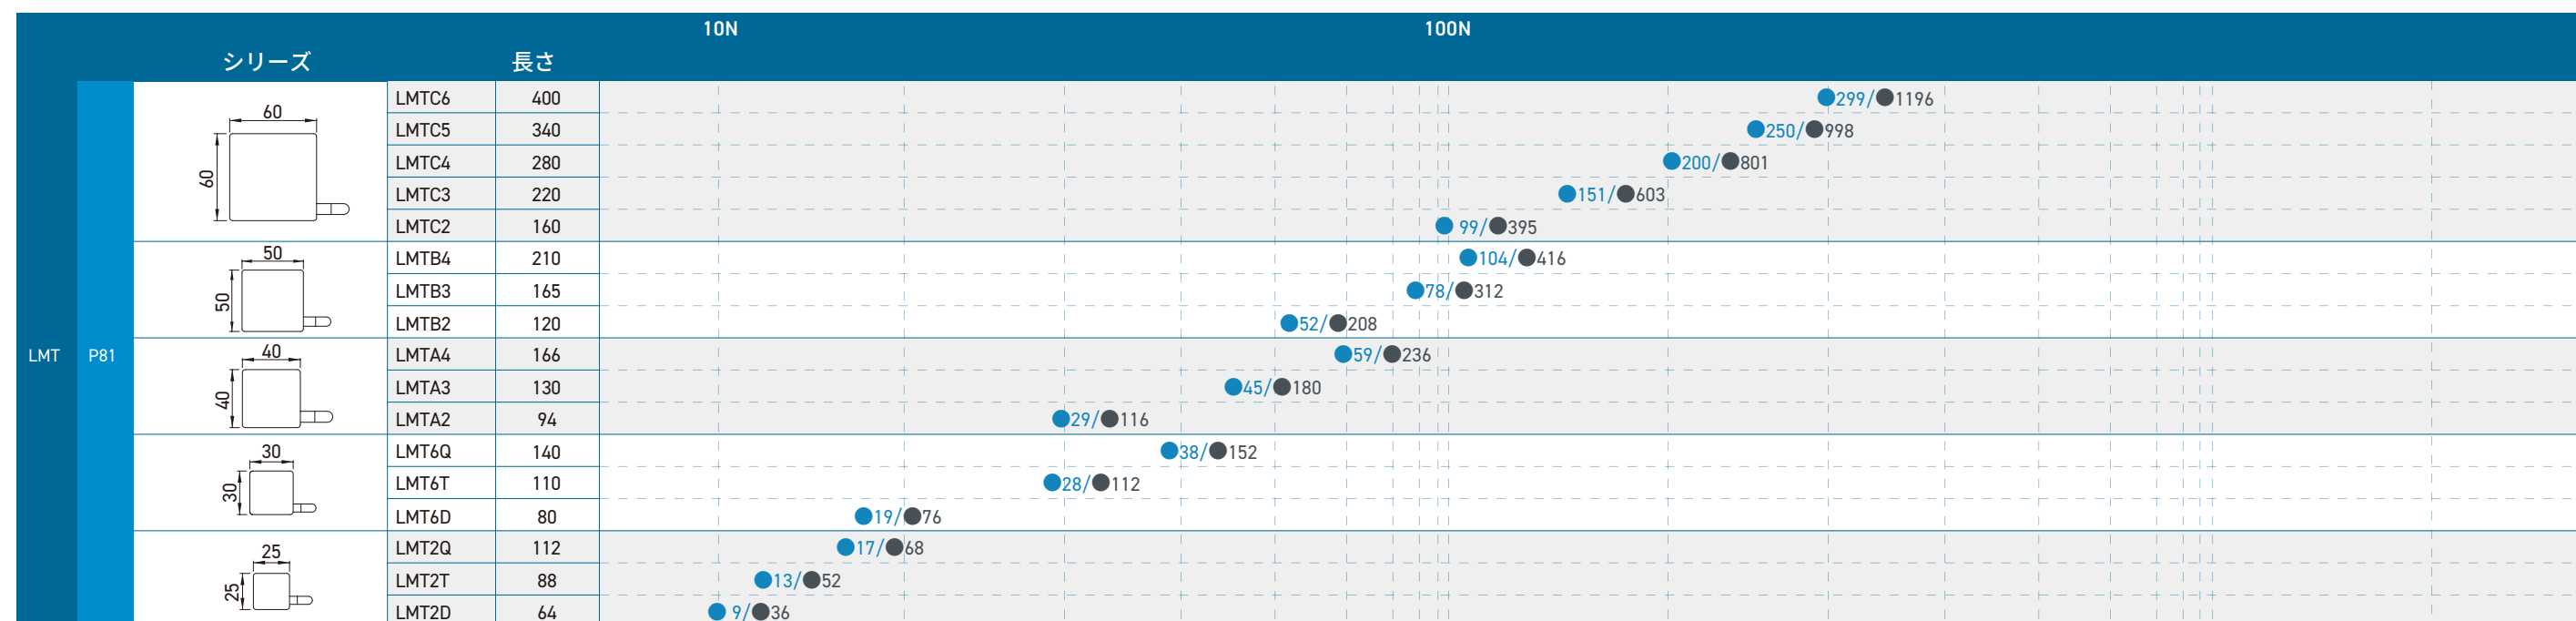 10N 100N
シリーズ 長さ
LMT P81
60
60
LMTC6 400 299/1196
LMTC5 340 250/998
LMTC4 280 200/801
LMTC3 220 151/603
LMTC2 160 99/395
50
50
LMTB4 210 104/416
LMTB3 165 78/312
LMTB2 120 52/208
40
40
LMTA4 166 59/236
LMTA3 130 45/180
LMTA2 94 29/116
30
30
LMT6Q 140 38/152
LMT6T 110 28/112
LMT6D 80 19/76
25
25
LMT2Q 112 17/68
LMT2T 88 13/52
LMT2D 64 9/36